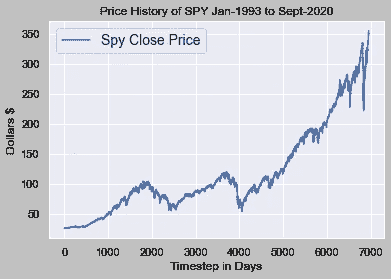 Price History of SPY Jan-1993 to Sept-2020
Spy Close Price
Dollars $
350
300
250
200
150
100
50
0 1000 2000 3000 4000 5000 6000 7000
Timestep in Days